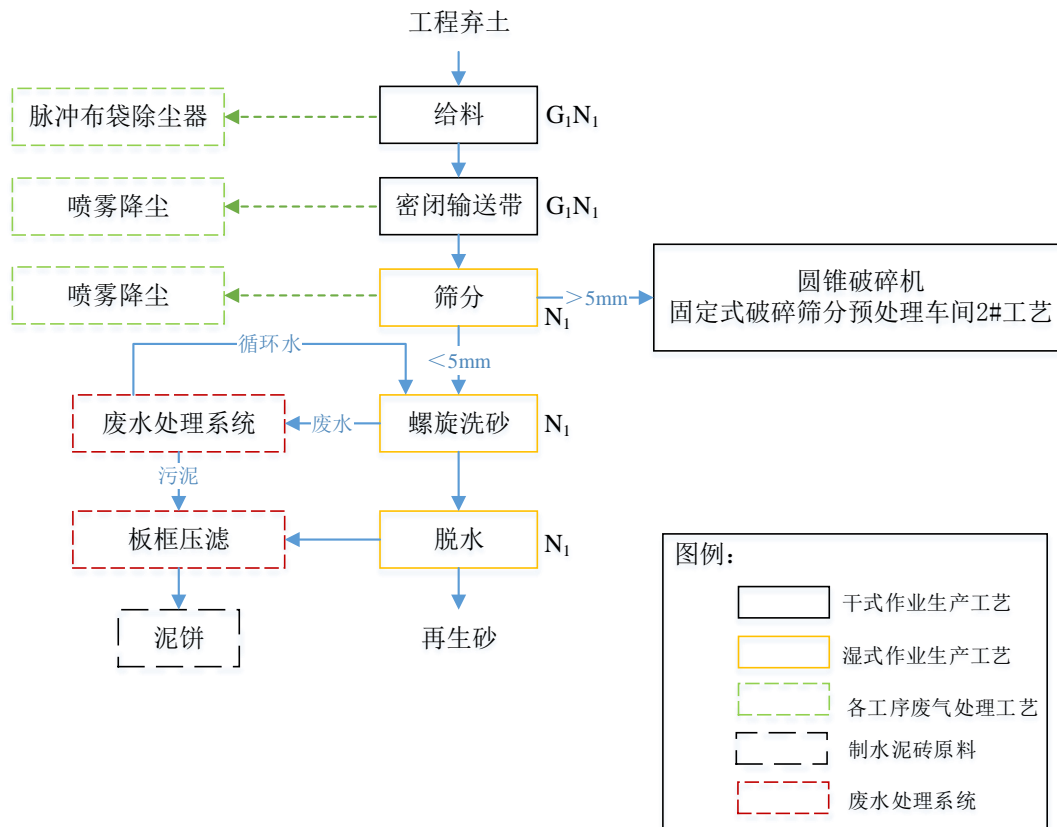 工程弃土
脉冲布袋除尘器
给料
G₁N₁
喷雾降尘
密闭输送带
G₁N₁
喷雾降尘
筛分
N₁
＞5mm
圆锥破碎机
固定式破碎筛分预处理车间2#工艺
循环水
＜5mm
废水处理系统
废水
螺旋洗砂
N₁
污泥
板框压滤
脱水
N₁
泥饼
再生砂
图例：
干式作业生产工艺
湿式作业生产工艺
各工序废气处理工艺
制水泥砖原料
废水处理系统